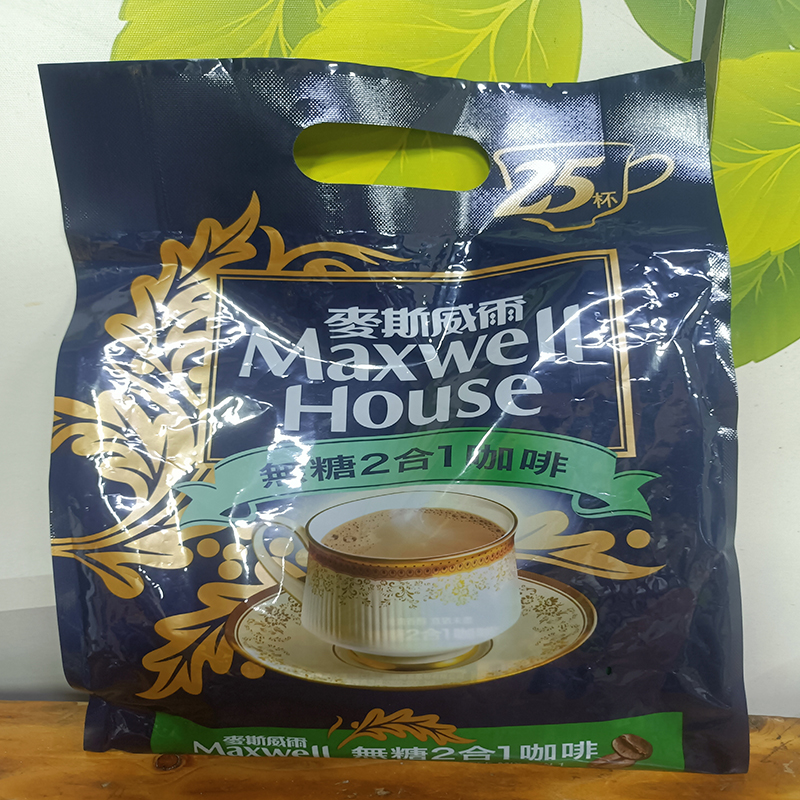 25杯
麥斯威爾
Maxwell
House
無糖2合1咖啡
麥斯威爾
Maxwell
無糖2合1咖啡